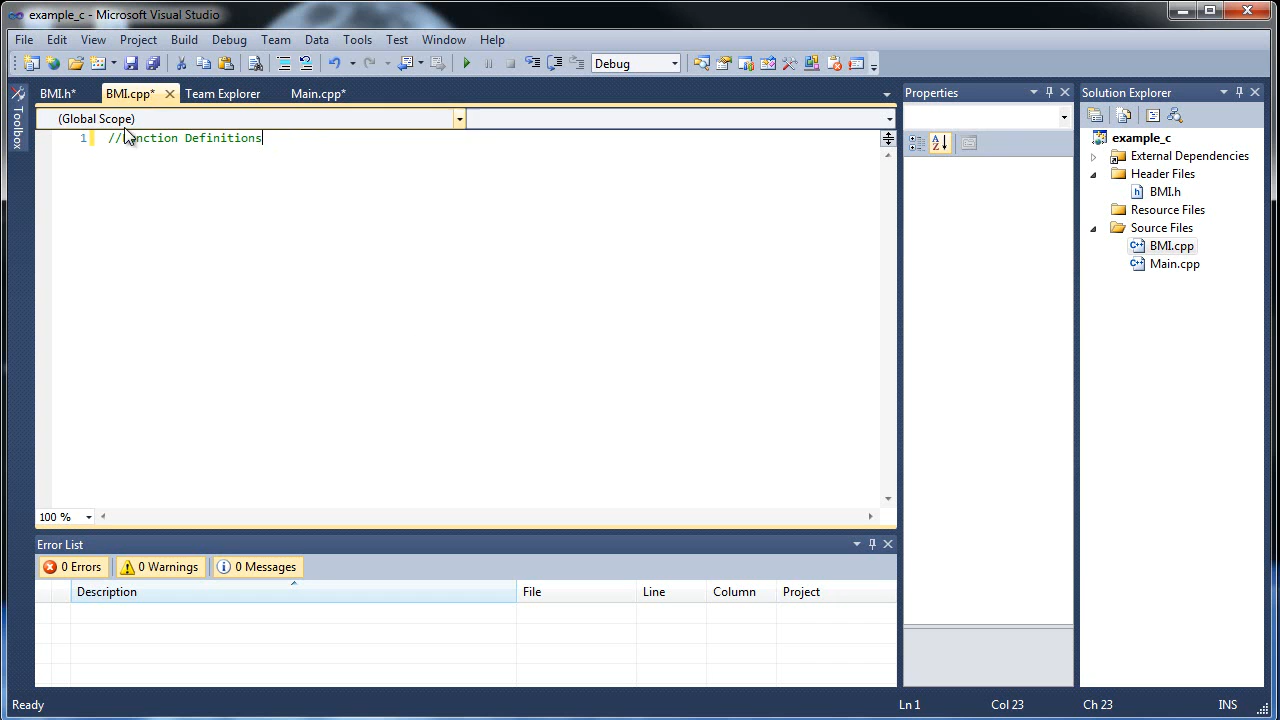 example_c - Microsoft Visual Studio
File Edit View Project Build Debug Team Data Tools Test Window Help
Debug
BMI.h* BMI.cpp* Team Explorer Main.cpp*
(Global Scope)
1 //Function Definitions
100 %
Toolbox
Error List
0 Errors 0 Warnings 0 Messages
Description File Line Column Project
Properties
Solution Explorer
example_c
External Dependencies
Header Files
BMI.h
Resource Files
Source Files
BMI.cpp
Main.cpp
Ready Ln 1 Col 23 Ch 23 INS